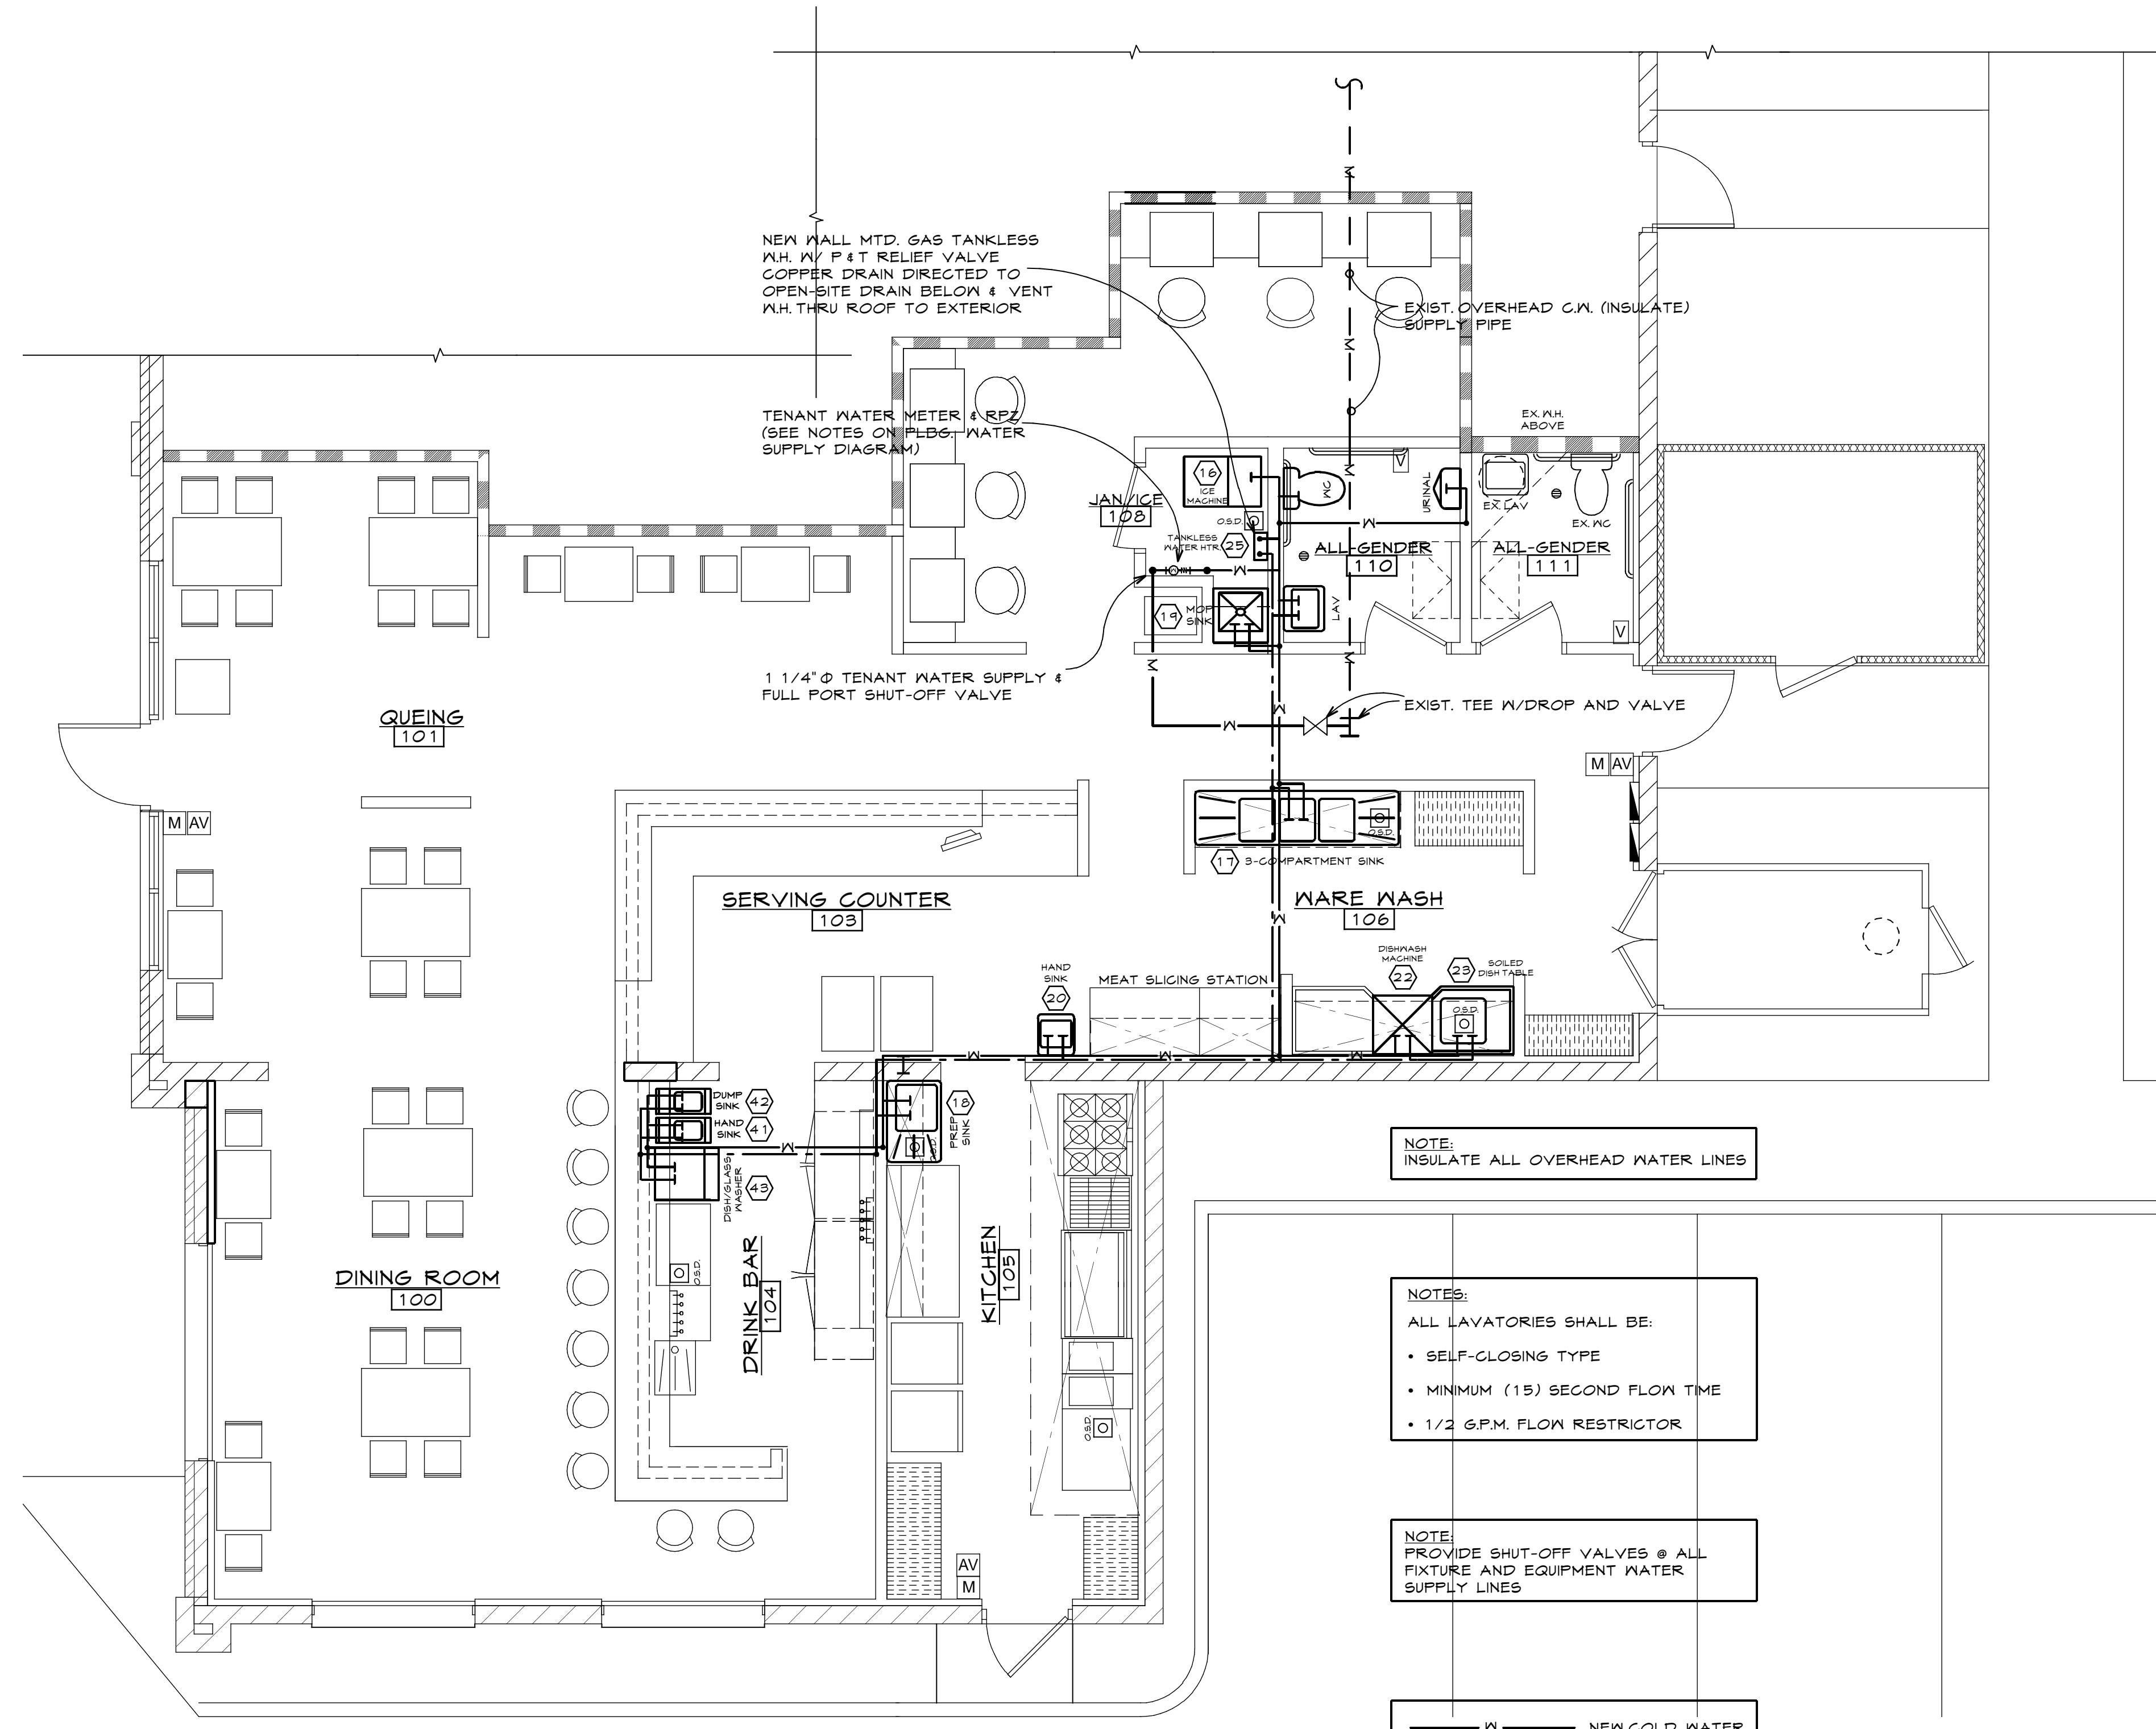 NEW WALL MTD. GAS TANKLESS
W.H. W/ P & T RELIEF VALVE
COPPER DRAIN DIRECTED TO
OPEN-SITE DRAIN BELOW & VENT
W.H. THRU ROOF TO EXTERIOR
W
EXIST. OVERHEAD C.W. (INSULATE)
SUPPLY PIPE
W
TENANT WATER METER & RPZ
(SEE NOTES ON PLBG. WATER
SUPPLY DIAGRAM)
EX. W.H.
ABOVE
JAN/ICE
108
16
ICE
MACHINE
O.S.D.
TANKLESS
WATER HTR.
25
WC
V
W
URINAL
W
EX. LAV
EX. WC
ALL-GENDER
110
ALL-GENDER
111
W
W
19
MOP
SINK
LAV
V
W
W
1 1/4" Φ TENANT WATER SUPPLY &
FULL PORT SHUT-OFF VALVE
W
W
EXIST. TEE W/DROP AND VALVE
QUEING
101
M
AV
M
AV
O.S.D.
17
3-COMPARTMENT SINK
SERVING COUNTER
103
WARE WASH
106
W
HAND
SINK
20
MEAT SLICING STATION
DISHWASH
MACHINE
22
23
SOILED
DISH TABLE
O.S.D.
W
W
W
DUMP
SINK
42
HAND
SINK
41
18
PREP
SINK
O.S.D.
W
DISH/GLASS
WASHER
43
NOTE:
INSULATE ALL OVERHEAD WATER LINES
DINING ROOM
100
O.S.D.
DRINK BAR
104
KITCHEN
105
O.S.D.
NOTES:
ALL LAVATORIES SHALL BE:
• SELF-CLOSING TYPE
• MINIMUM (15) SECOND FLOW TIME
• 1/2 G.P.M. FLOW RESTRICTOR
AV
M
NOTE:
PROVIDE SHUT-OFF VALVES @ ALL
FIXTURE AND EQUIPMENT WATER
SUPPLY LINES
W NEW COLD WATER